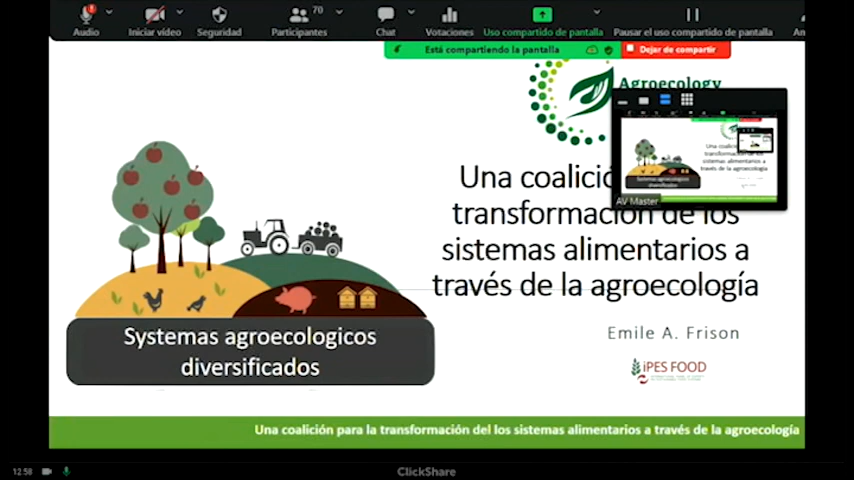 Audio
Iniciar vídeo
Seguridad
70
Participantes
Chat
Votaciones
Uso compartido de pantalla
Pausar el uso compartido de pantalla
Está compartiendo la pantalla
Dejar de compartir
Agroecology
Una coalició
transformación de los
sistemas alimentarios a
través de la agroecología
AV Master
Systemas agroecologicos
diversificados
Emile A. Frison
iPES FOOD
Una coalición para la transformación del los sistemas alimentarios a través de la agroecología
12:58
ClickShare